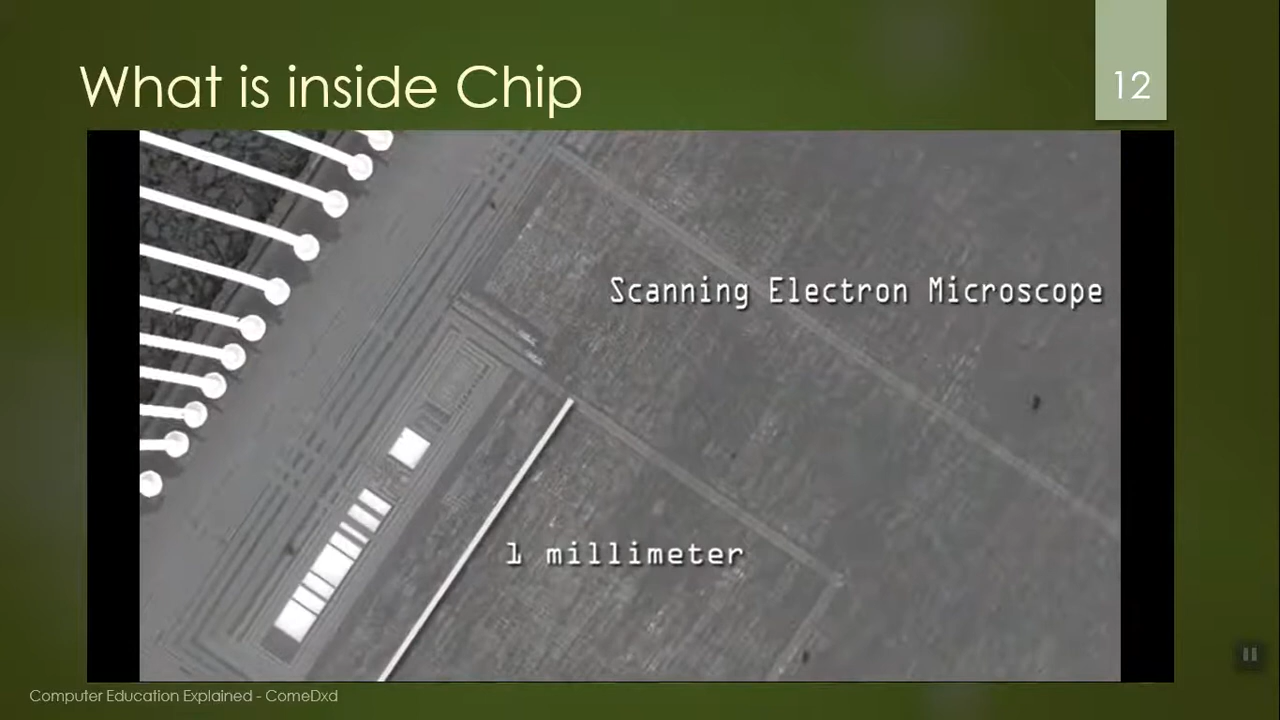 What is inside Chip
12
Scanning Electron Microscope
1 millimeter
Computer Education Explained - ComeDxd